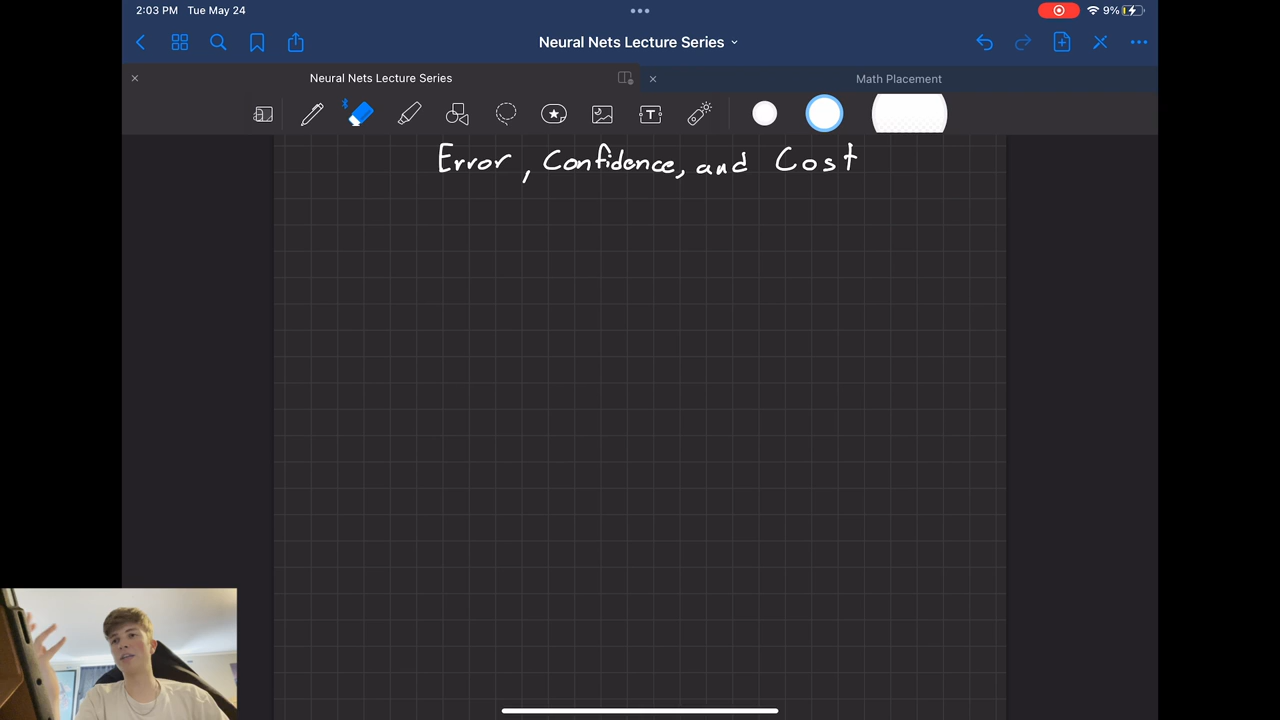 2:03 PM Tue May 24
9%
Neural Nets Lecture Series
Neural Nets Lecture Series
Math Placement
T
Error, Confidence, and Cost